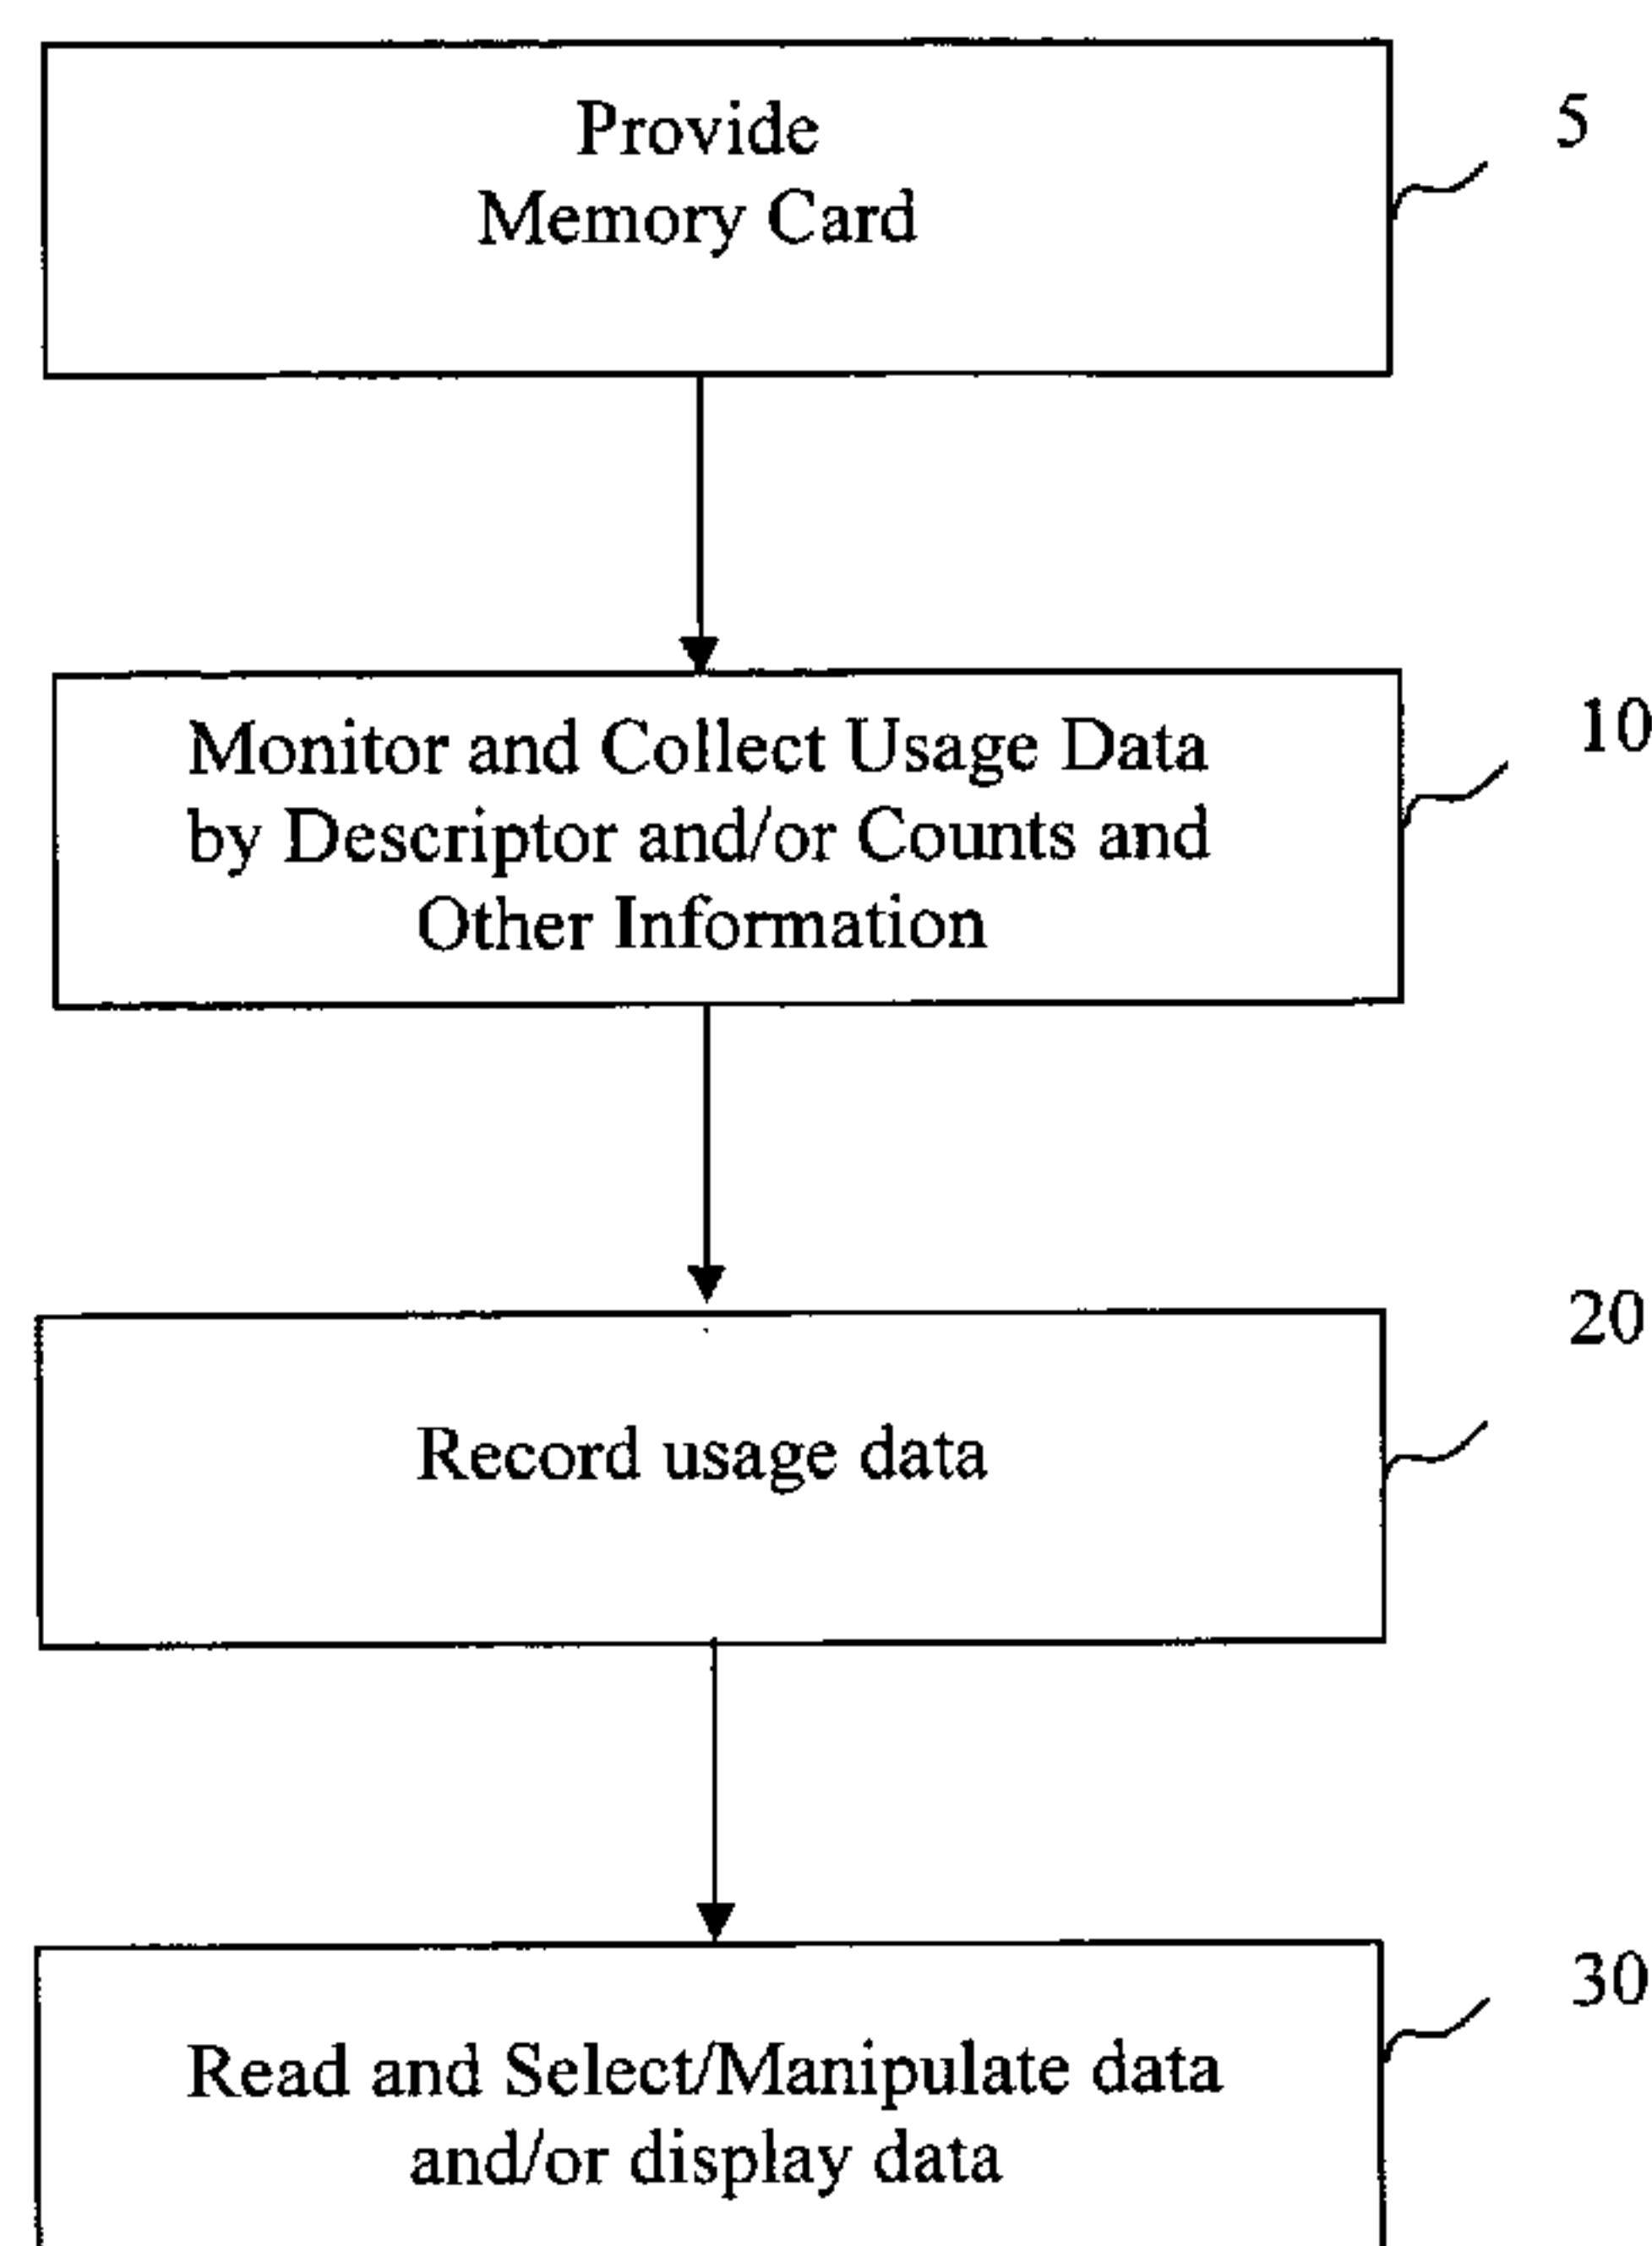 Provide
Memory Card
5
Monitor and Collect Usage Data
by Descriptor and/or Counts and
Other Information
10
Record usage data
20
Read and Select/Manipulate data
and/or display data
30